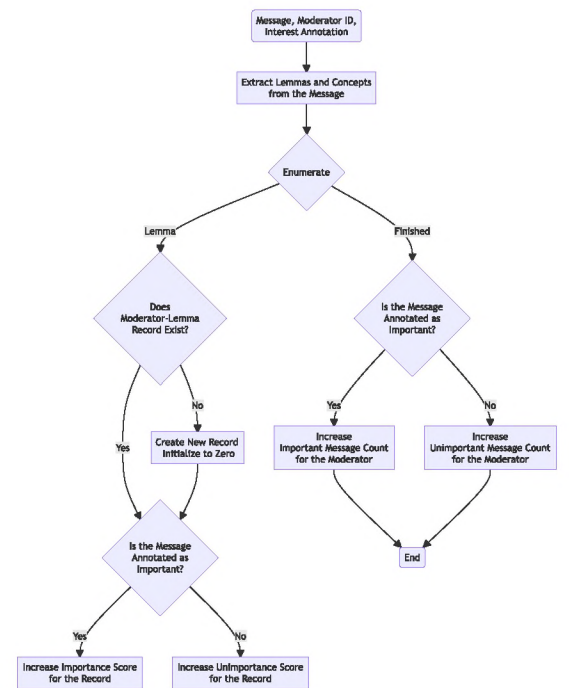 Message, Moderator ID,
Interest Annotation
Extract Lemmas and Concepts
from the Message
Enumerate
Lemma
Finished
Does
Moderator-Lemma
Record Exist?
Is the Message
Annotated as
Important?
No
Yes
Create New Record
Initialize to Zero
Yes
No
Increase
Important Message Count
for the Moderator
Increase
Unimportant Message Count
for the Moderator
Is the Message
Annotated as
Important?
End
Yes
No
Increase Importance Score
for the Record
Increase Unimportance Score
for the Record